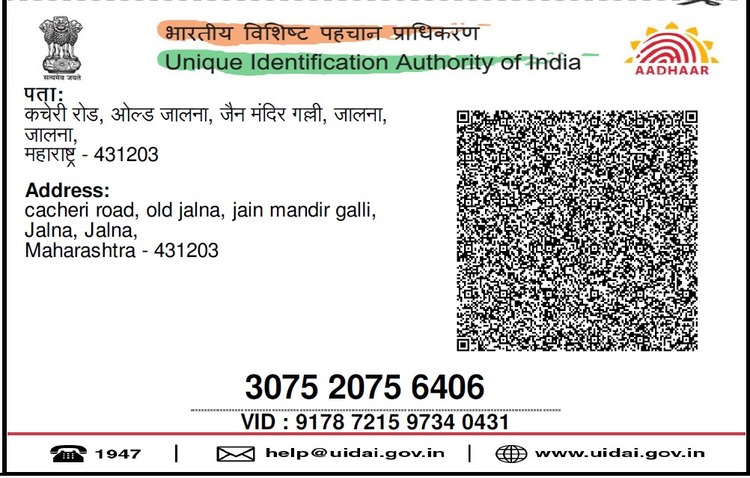 भारतीय विशिष्ट पहचान प्राधिकरण
Unique Identification Authority of India
सत्यमेव जयते
AADHAAR
पता:
कचेरी रोड, ओल्ड जालना, जैन मंदिर गल्ली, जालना,
जालना,
महाराष्ट्र - 431203
Address:
cacheri road, old jalna, jain mandir galli,
Jalna, Jalna,
Maharashtra - 431203
3075 2075 6406
VID : 9178 7215 9734 0431
1947 | help@uidai.gov.in | www.uidai.gov.in